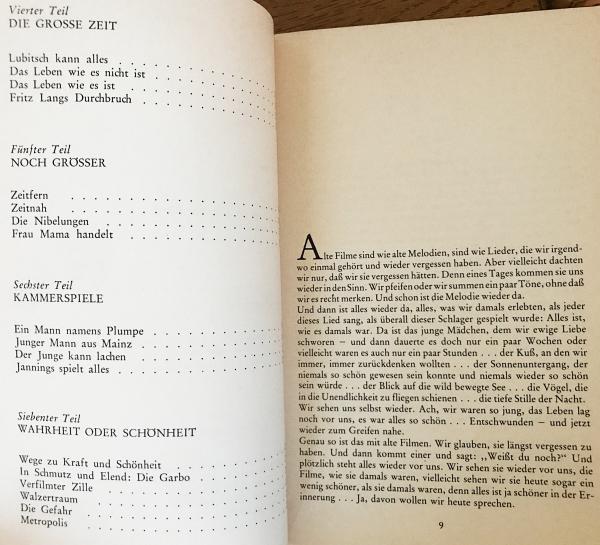 Vierter Teil
DIE GROSSE ZEIT
Lubitsch kann alles . . . . . . . . . . . .
Das Leben wie es nicht ist . . . . . . . . .
Das Leben wie es ist . . . . . . . . . . .
Fritz Langs Durchbruch . . . . . . . . . .
Fünfter Teil
NOCH GRÖSSER
Zeitfern . . . . . . . . . . . . . . .
Zeitnah . . . . . . . . . . . . . . .
Die Nibelungen . . . . . . . . . . . .
Frau Mama handelt . . . . . . . . . . .
Sechster Teil
KAMMERSPIELE
Ein Mann namens Plumpe . . . . . . . . .
Junger Mann aus Mainz . . . . . . . . .
Der Junge kann lachen . . . . . . . . . .
Jannings spielt alles . . . . . . . . . . .
Siebenter Teil
WAHRHEIT ODER SCHÖNHEIT
Wege zu Kraft und Schönheit . . . . . . . .
In Schmutz und Elend: Die Garbo . . . . . .
Verfilmter Zille . . . . . . . . . . . .
Walzertraum . . . . . . . . . . . . .
Die Gefahr . . . . . . . . . . . . . .
Metropolis . . . . . . . . . . . . . .
Alte Filme sind wie alte Melodien, sind wie Lieder, die wir irgend-
wo einmal gehört und wieder vergessen haben. Aber vielleicht dachten
wir nur, daß wir sie vergessen hätten. Denn eines Tages kommen sie uns
wieder in den Sinn. Wir pfeifen oder wir summen ein paar Töne, ohne daß
wir es recht merken. Und schon ist die Melodie wieder da.
Und dann ist alles wieder da, alles, was wir damals erlebten, als jeder
dieses Lied sang, als überall dieser Schlager gespielt wurde: Alles ist,
wie es damals war. Da ist das junge Mädchen, dem wir ewige Liebe
schworen – und dann dauerte es doch nur ein paar Wochen oder
vielleicht waren es auch nur ein paar Stunden . . . der Kuß, an den wir
immer, immer zurückdenken wollten . . . der Sonnenuntergang, der
niemals so schön gewesen sein konnte und niemals wieder so schön
sein würde . . . der Blick auf die wild bewegte See . . . die Vögel, die
in die Unendlichkeit zu fliegen schienen . . . die tiefe Stille der Nacht.
Wir sehen uns selbst wieder. Ach, wir waren so jung, das Leben lag
noch vor uns, es war alles so schön . . . Entschwunden – und jetzt
wieder zum Greifen nahe.
Genau so ist das mit alten Filmen. Wir glauben, sie längst vergessen zu
haben. Und dann kommt einer und sagt: „Weißt du noch?“ Und
plötzlich steht alles wieder vor uns. Wir sehen sie wieder vor uns, die
Filme, wie sie damals waren, vielleicht sehen wir sie heute sogar ein
wenig schöner, als sie damals waren, denn alles ist ja schöner in der Er-
innerung . . . Ja, davon wollen wir heute sprechen.
9